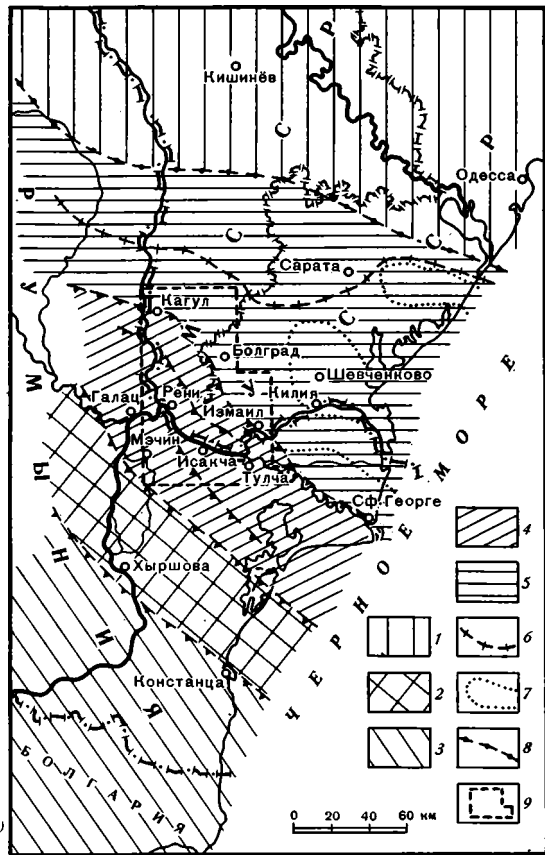 Кишинёв
Одесса
С С С Р
Сарата
Кагул
Болград
Шевченково
Килия
Рени
Измаил
Галац
Мэчин
Исакча
Тулча
Сф. Георге
Хыршова
Констанца
РУМЫНИЯ
БОЛГАРИЯ
ЧЕРНОЕ МОРЕ
4
5
1
6
2
7
3
8
9
0 20 40 60 км